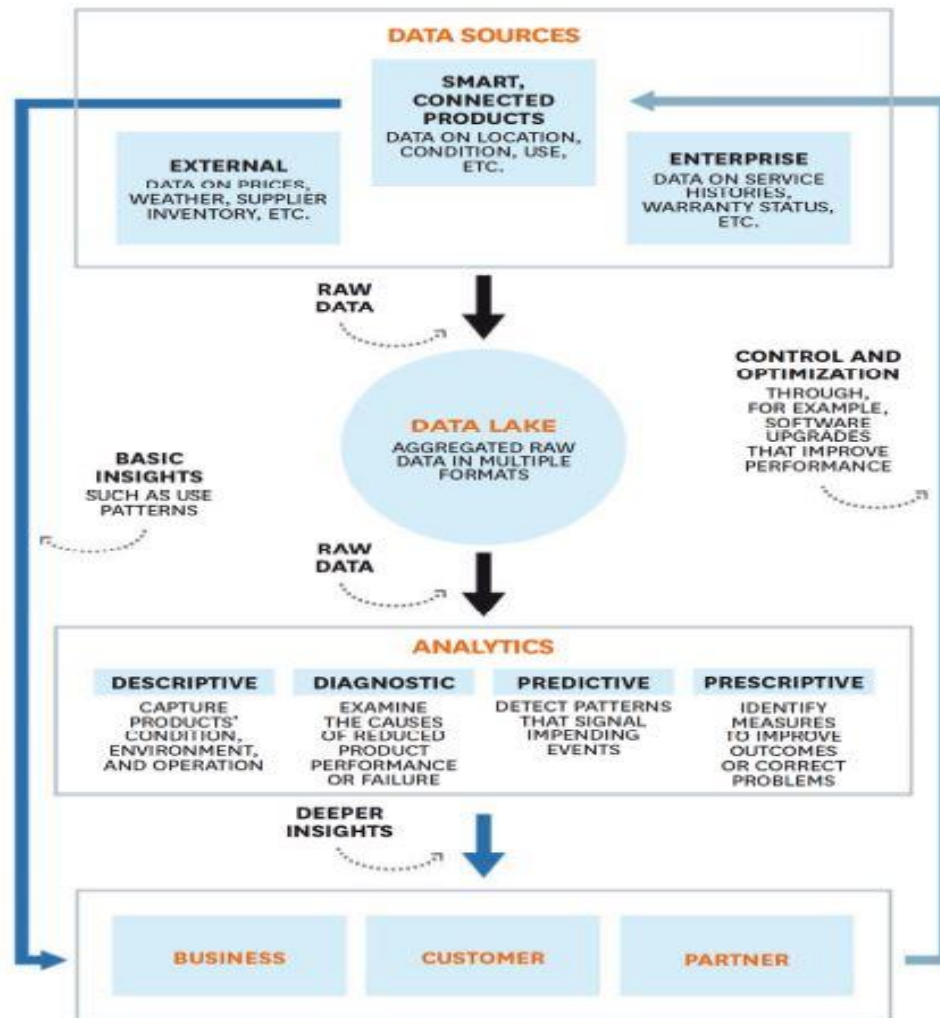 DATA SOURCES
SMART,
CONNECTED
PRODUCTS
DATA ON LOCATION,
CONDITION, USE,
ETC.
EXTERNAL
DATA ON PRICES,
WEATHER, SUPPLIER
INVENTORY, ETC.
ENTERPRISE
DATA ON SERVICE
HISTORIES,
WARRANTY STATUS,
ETC.
RAW
DATA
CONTROL AND
OPTIMIZATION
THROUGH,
FOR EXAMPLE,
SOFTWARE
UPGRADES
THAT IMPROVE
PERFORMANCE
DATA LAKE
AGGREGATED RAW
DATA IN MULTIPLE
FORMATS
BASIC
INSIGHTS
SUCH AS USE
PATTERNS
RAW
DATA
ANALYTICS
DESCRIPTIVE
CAPTURE
PRODUCTS'
CONDITION,
ENVIRONMENT,
AND OPERATION
DIAGNOSTIC
EXAMINE
THE CAUSES
OF REDUCED
PRODUCT
PERFORMANCE
OR FAILURE
PREDICTIVE
DETECT PATTERNS
THAT SIGNAL
IMPENDING
EVENTS
PRESCRIPTIVE
IDENTIFY
MEASURES
TO IMPROVE
OUTCOMES
OR CORRECT
PROBLEMS
DEEPER
INSIGHTS
BUSINESS
CUSTOMER
PARTNER